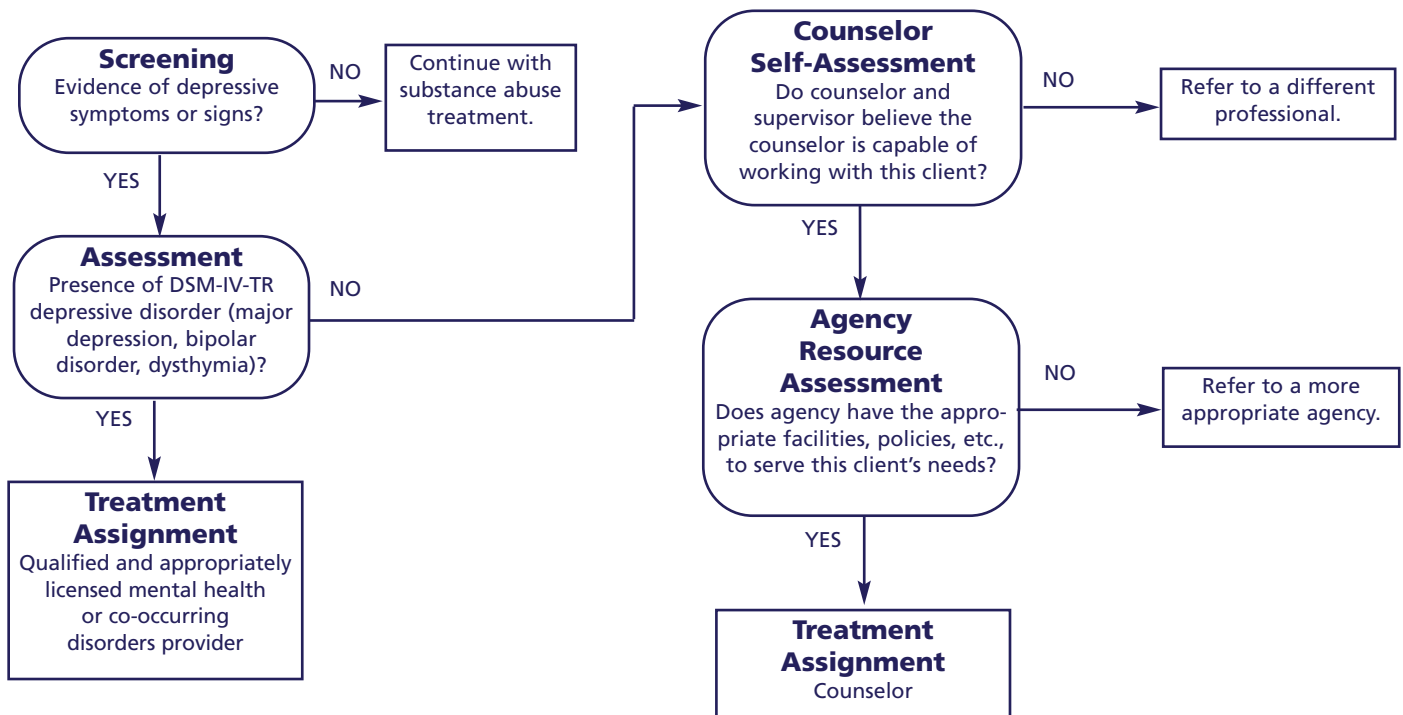 Screening
Evidence of depressive
symptoms or signs?
NO
Continue with
substance abuse
treatment.
YES
Assessment
Presence of DSM-IV-TR
depressive disorder (major
depression, bipolar
disorder, dysthymia)?
NO
YES
Treatment
Assignment
Qualified and appropriately
licensed mental health
or co-occurring
disorders provider
Counselor
Self-Assessment
Do counselor and
supervisor believe the
counselor is capable of
working with this client?
NO
Refer to a different
professional.
YES
Agency
Resource
Assessment
Does agency have the appro-
priate facilities, policies, etc.,
to serve this client's needs?
NO
Refer to a more
appropriate agency.
YES
Treatment
Assignment
Counselor